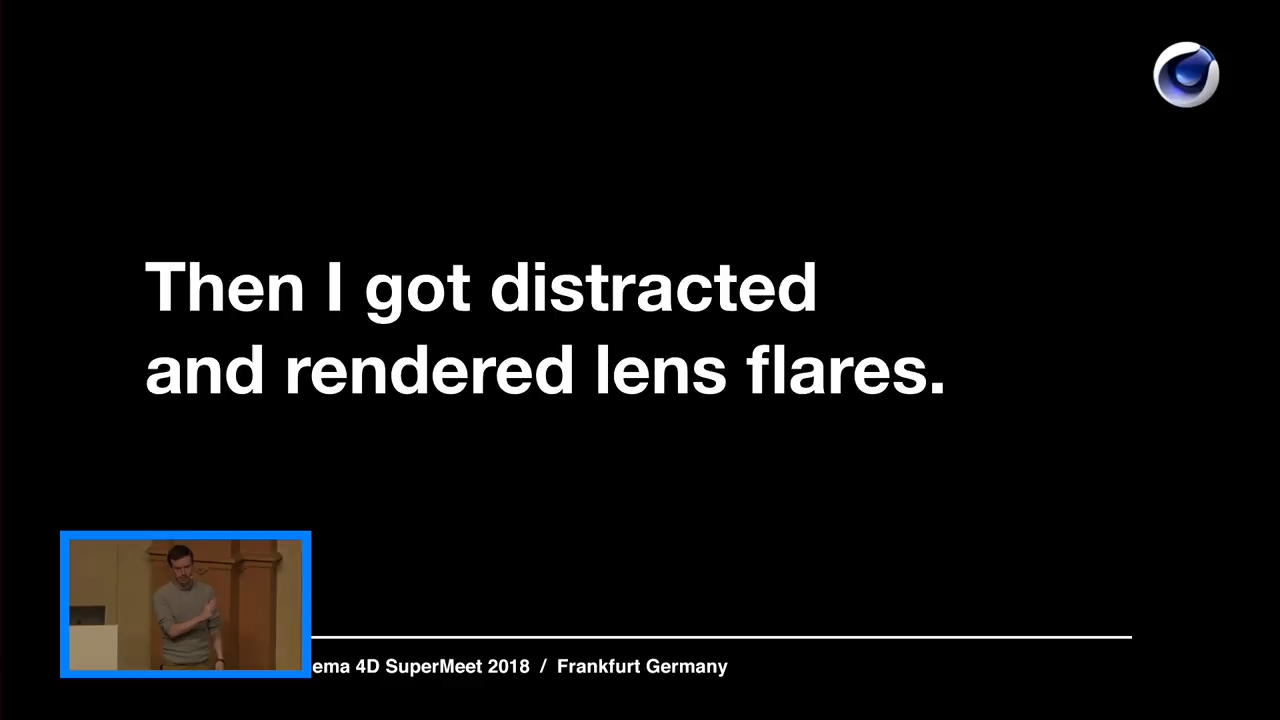 Then I got distracted
and rendered lens flares.
ema 4D SuperMeet 2018 / Frankfurt Germany